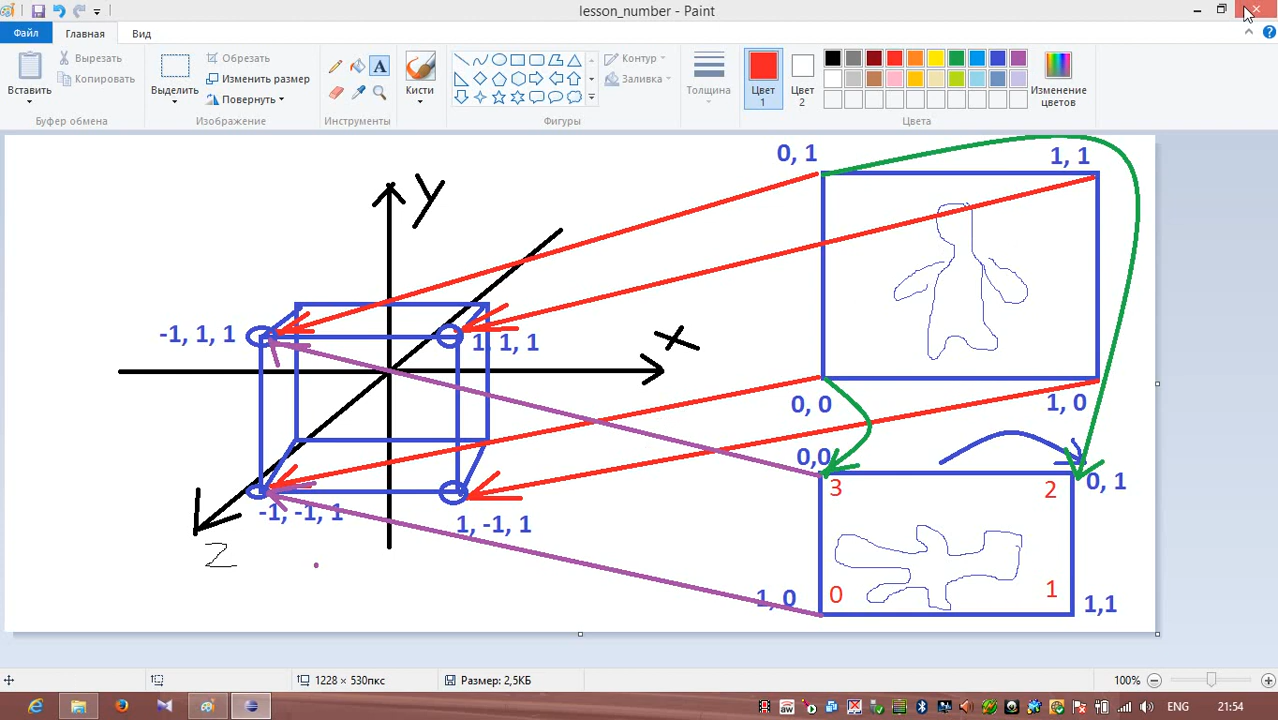 lesson_number - Paint
Файл Главная Вид
Вставить
Вырезать
Копировать
Буфер обмена
Выделить
Обрезать
Изменить размер
Повернуть
Изображение
A
Инструменты
Кисти
Фигуры
Контур
Заливка
Толщина
Цвет 1
Цвет 2
Цвета
Изменение цветов
0, 1
1, 1
y
-1, 1, 1
1, 1, 1
x
0, 0
1, 0
0,0
3
2
0, 1
-1, -1, 1
1, -1, 1
z
1, 0
0
1
1,1
1228 × 530пкс
Размер: 2,5КБ
100%
aw
ENG
21:54